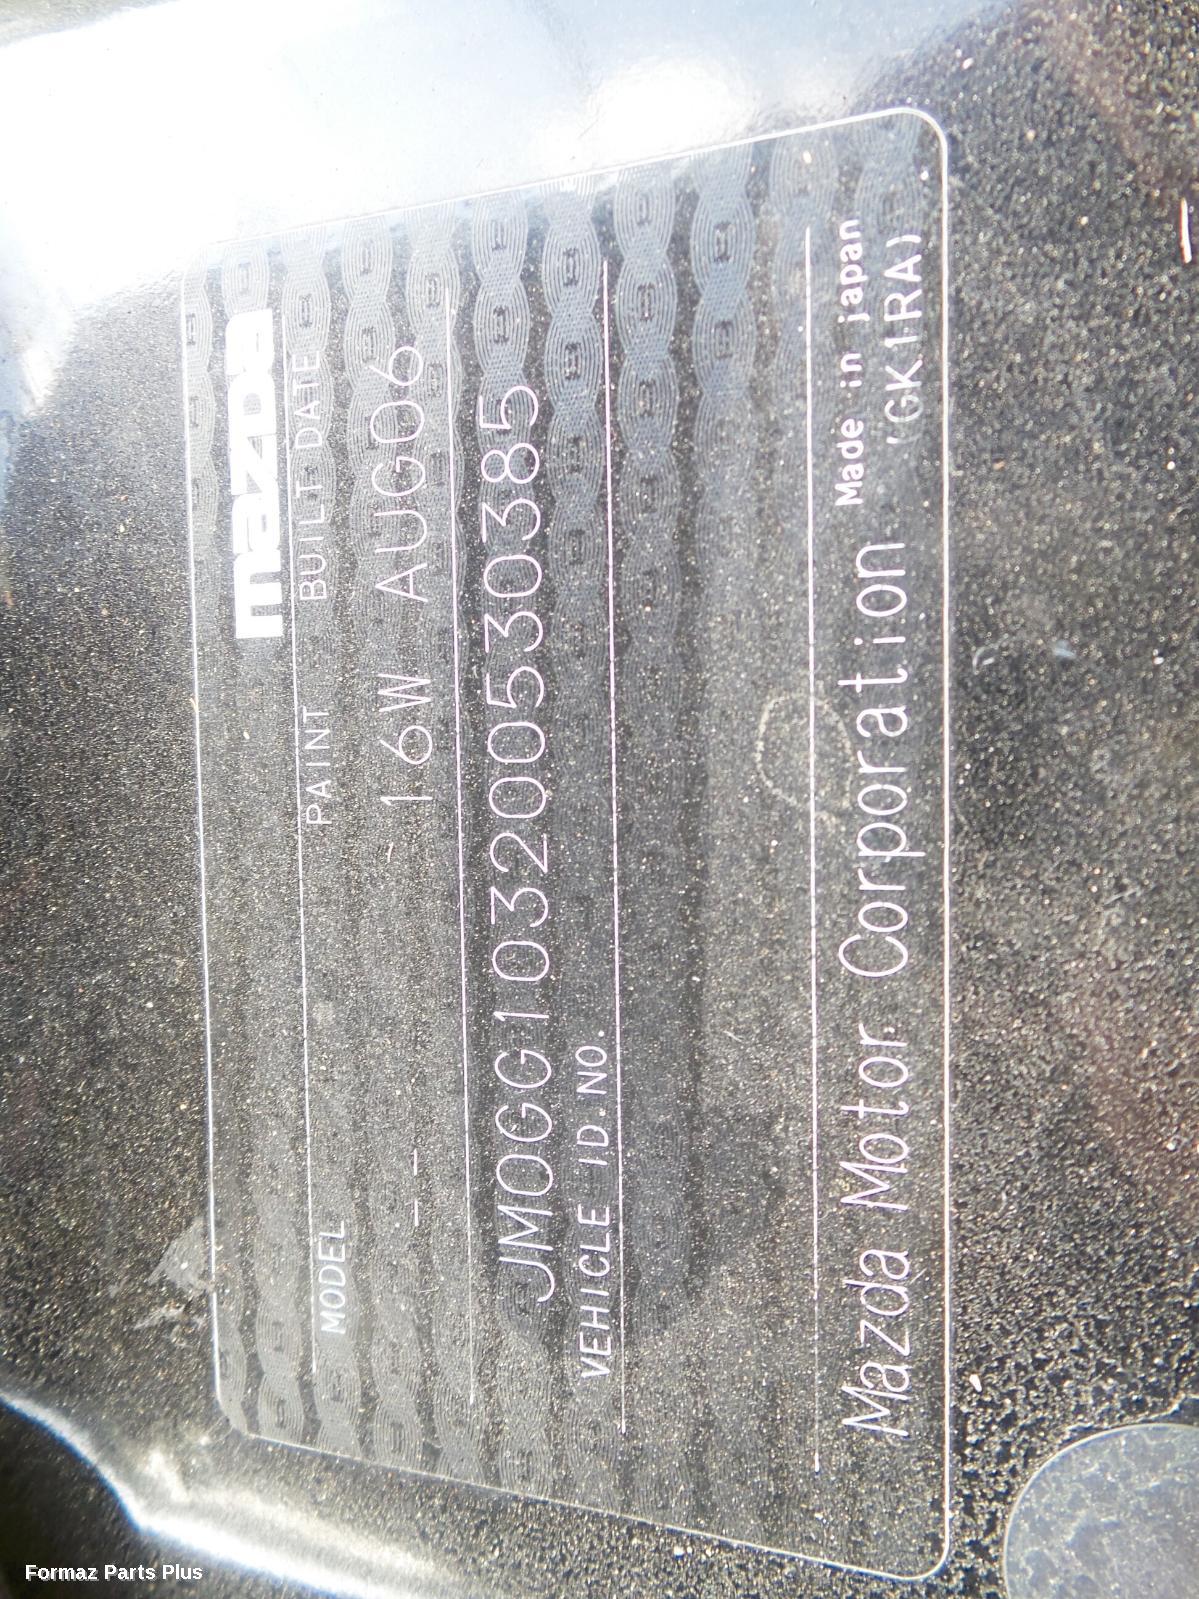 mazda
MODEL PAINT BUILT DATE
-- 16W AUG06
JM0GG103200530385
VEHICLE ID.NO.
Made in japan
Mazda Motor Corporation (GK1RA)
Formaz Parts Plus